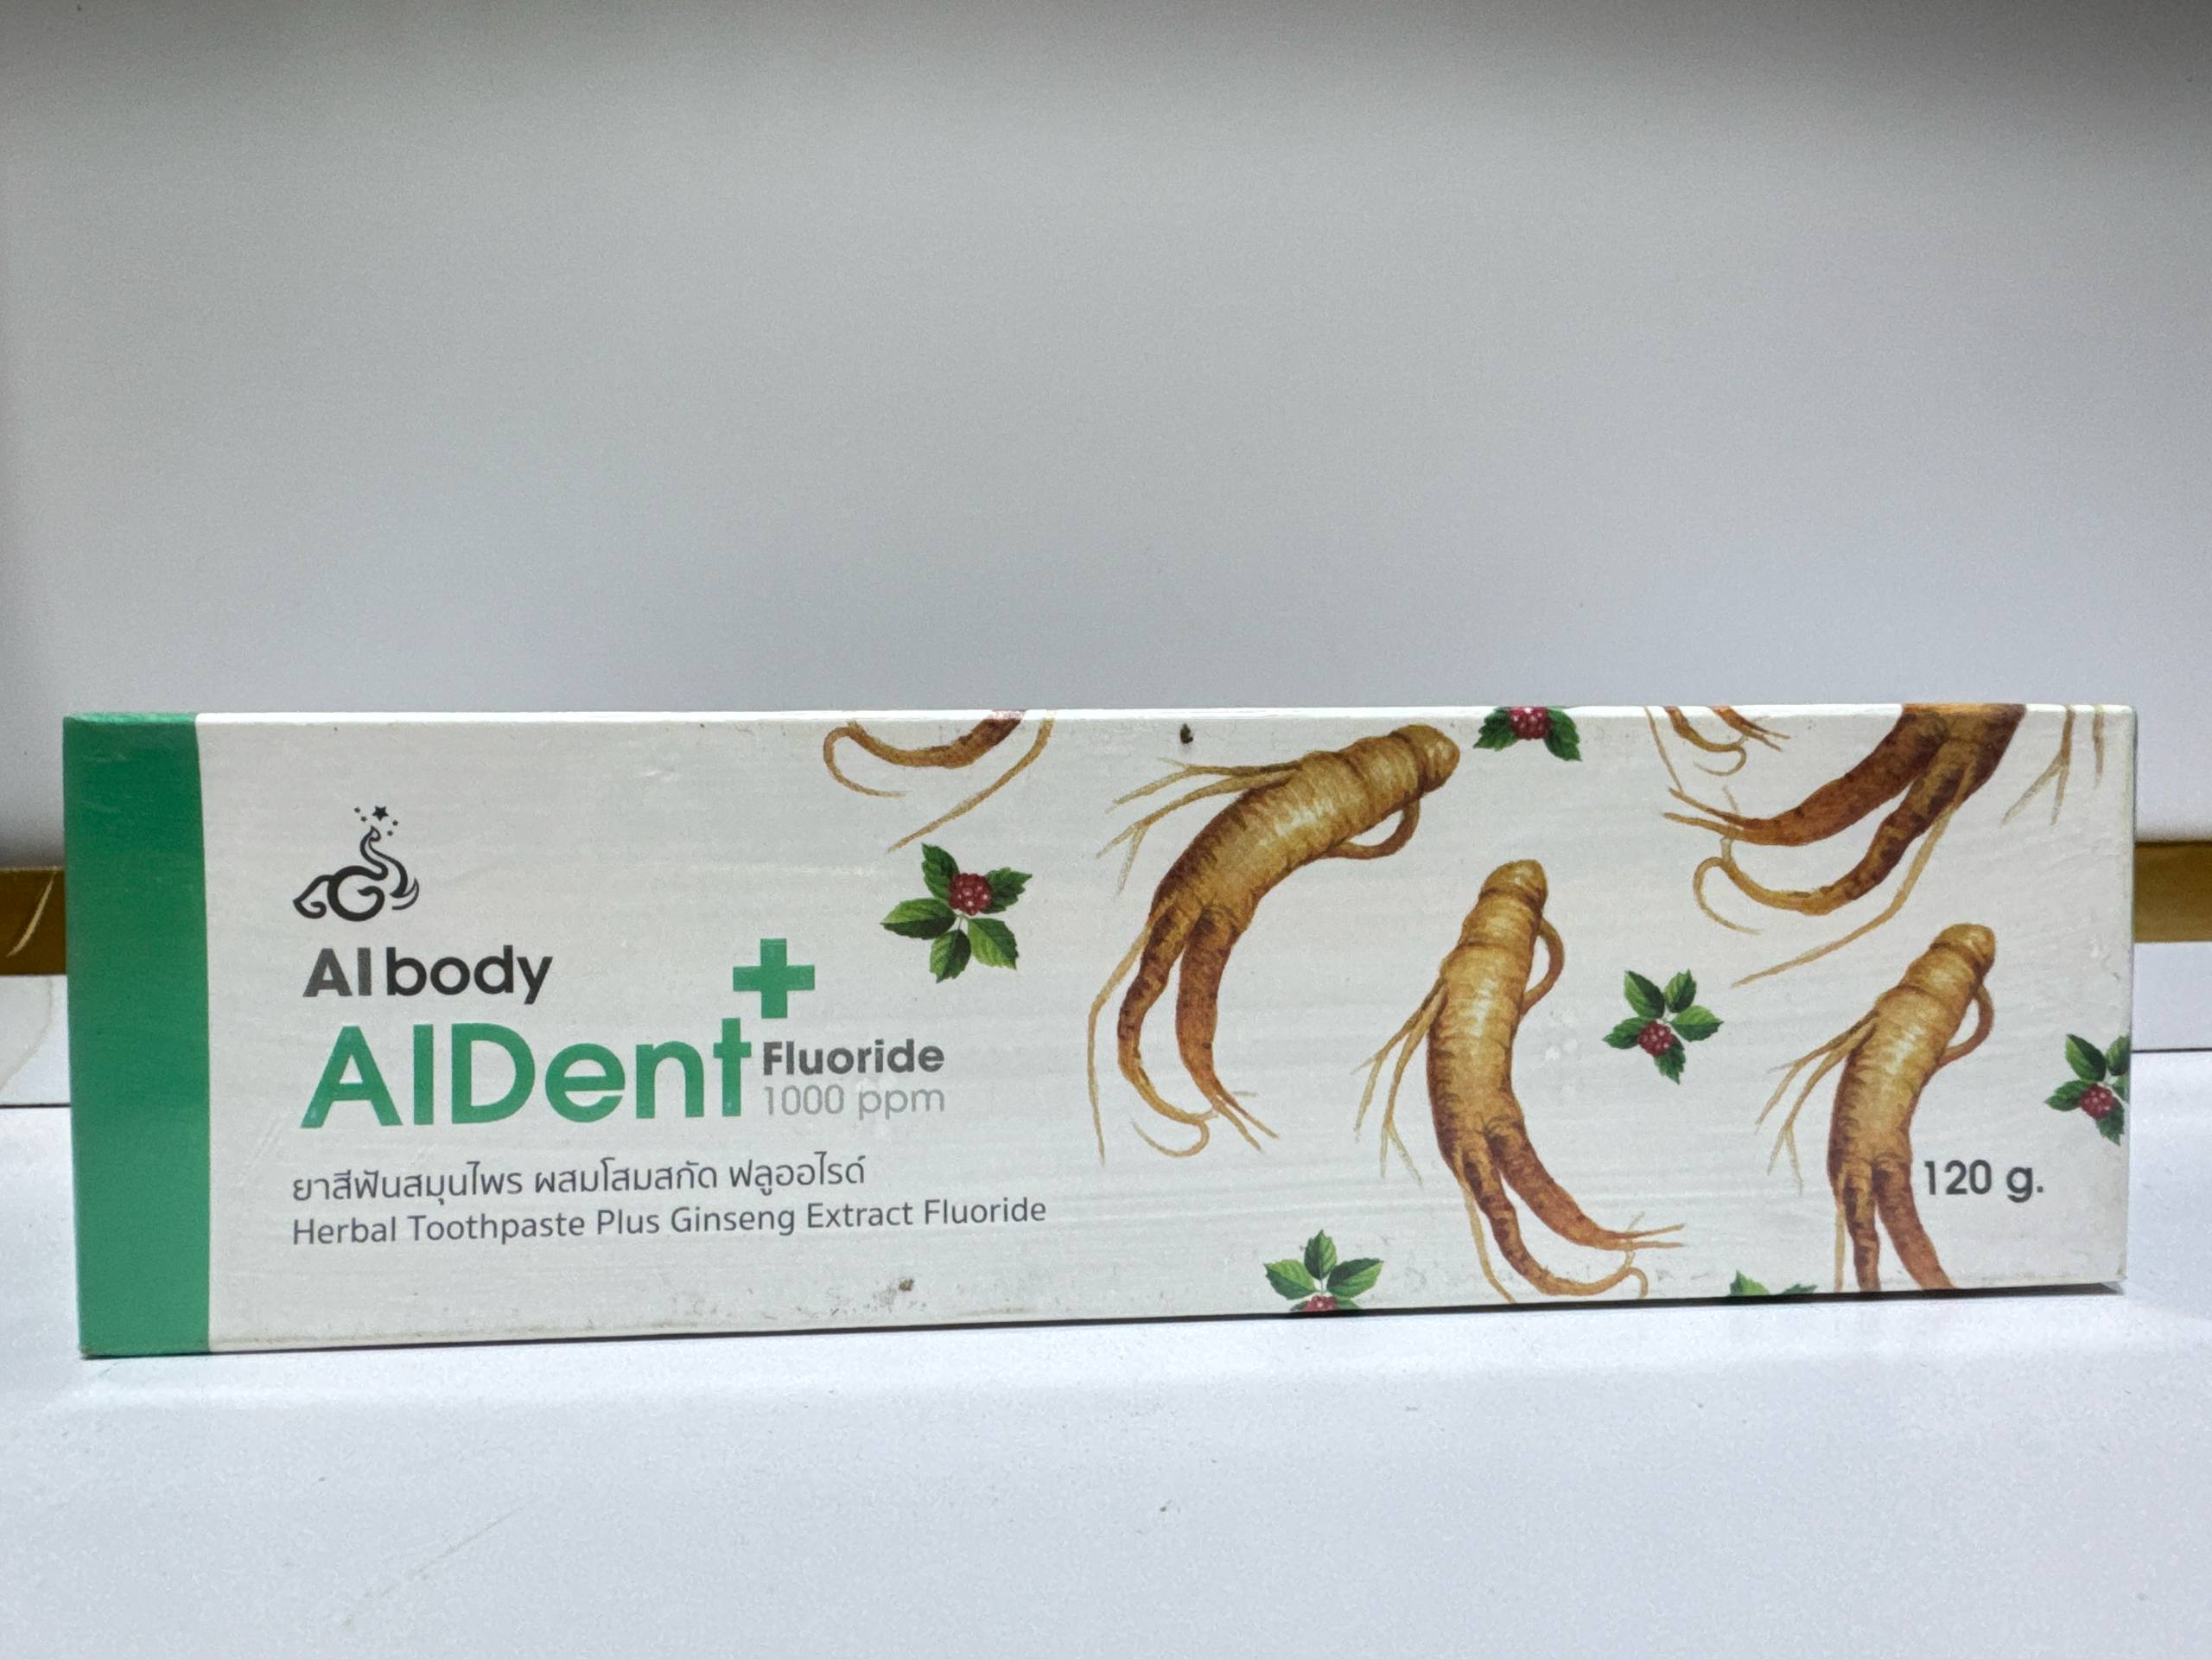 AI body
AIDent+
Fluoride
1000 ppm
ยาสีฟันสมุนไพร ผสมโสมสกัด ฟลูออไรด์
Herbal Toothpaste Plus Ginseng Extract Fluoride
120 g.